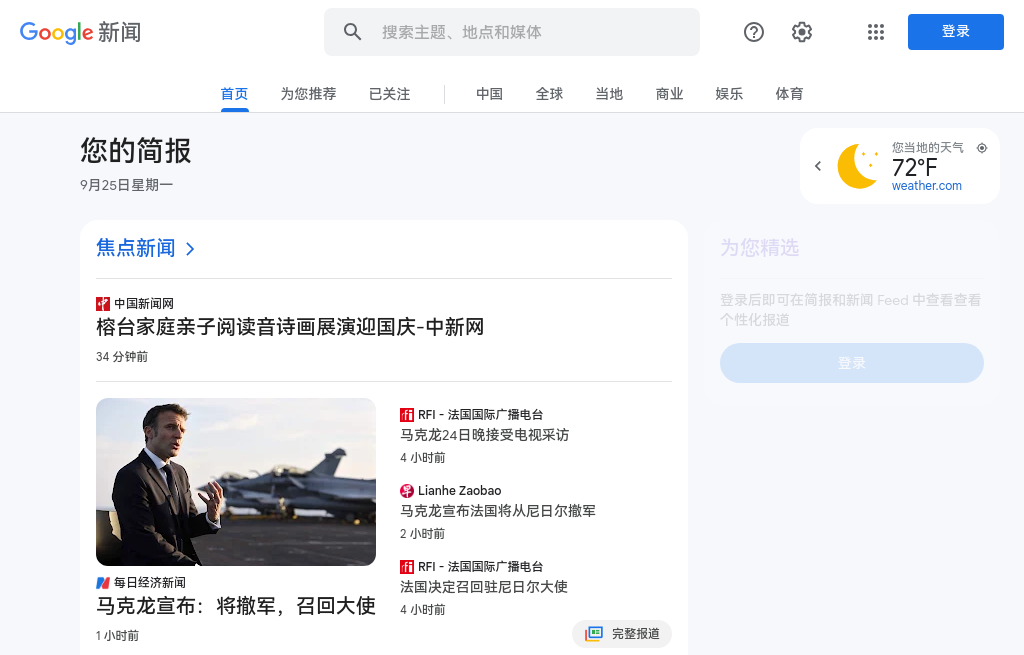 Google 新闻
搜索主题、地点和媒体
登录
首页
为您推荐
已关注
中国
全球
当地
商业
娱乐
体育
您的简报
9月25日星期一
您当地的天气
72°F
weather.com
焦点新闻
中国新闻网
榕台家庭亲子阅读音诗画展演迎国庆-中新网
34 分钟前
每日经济新闻
马克龙宣布：将撤军，召回大使
1 小时前
RFI - 法国国际广播电台
马克龙24日晚接受电视采访
4 小时前
Lianhe Zaobao
马克龙宣布法国将从尼日尔撤军
2 小时前
RFI - 法国国际广播电台
法国决定召回驻尼日尔大使
4 小时前
完整报道
为您精选
登录后即可在简报和新闻 Feed 中查看查看
个性化报道
登录